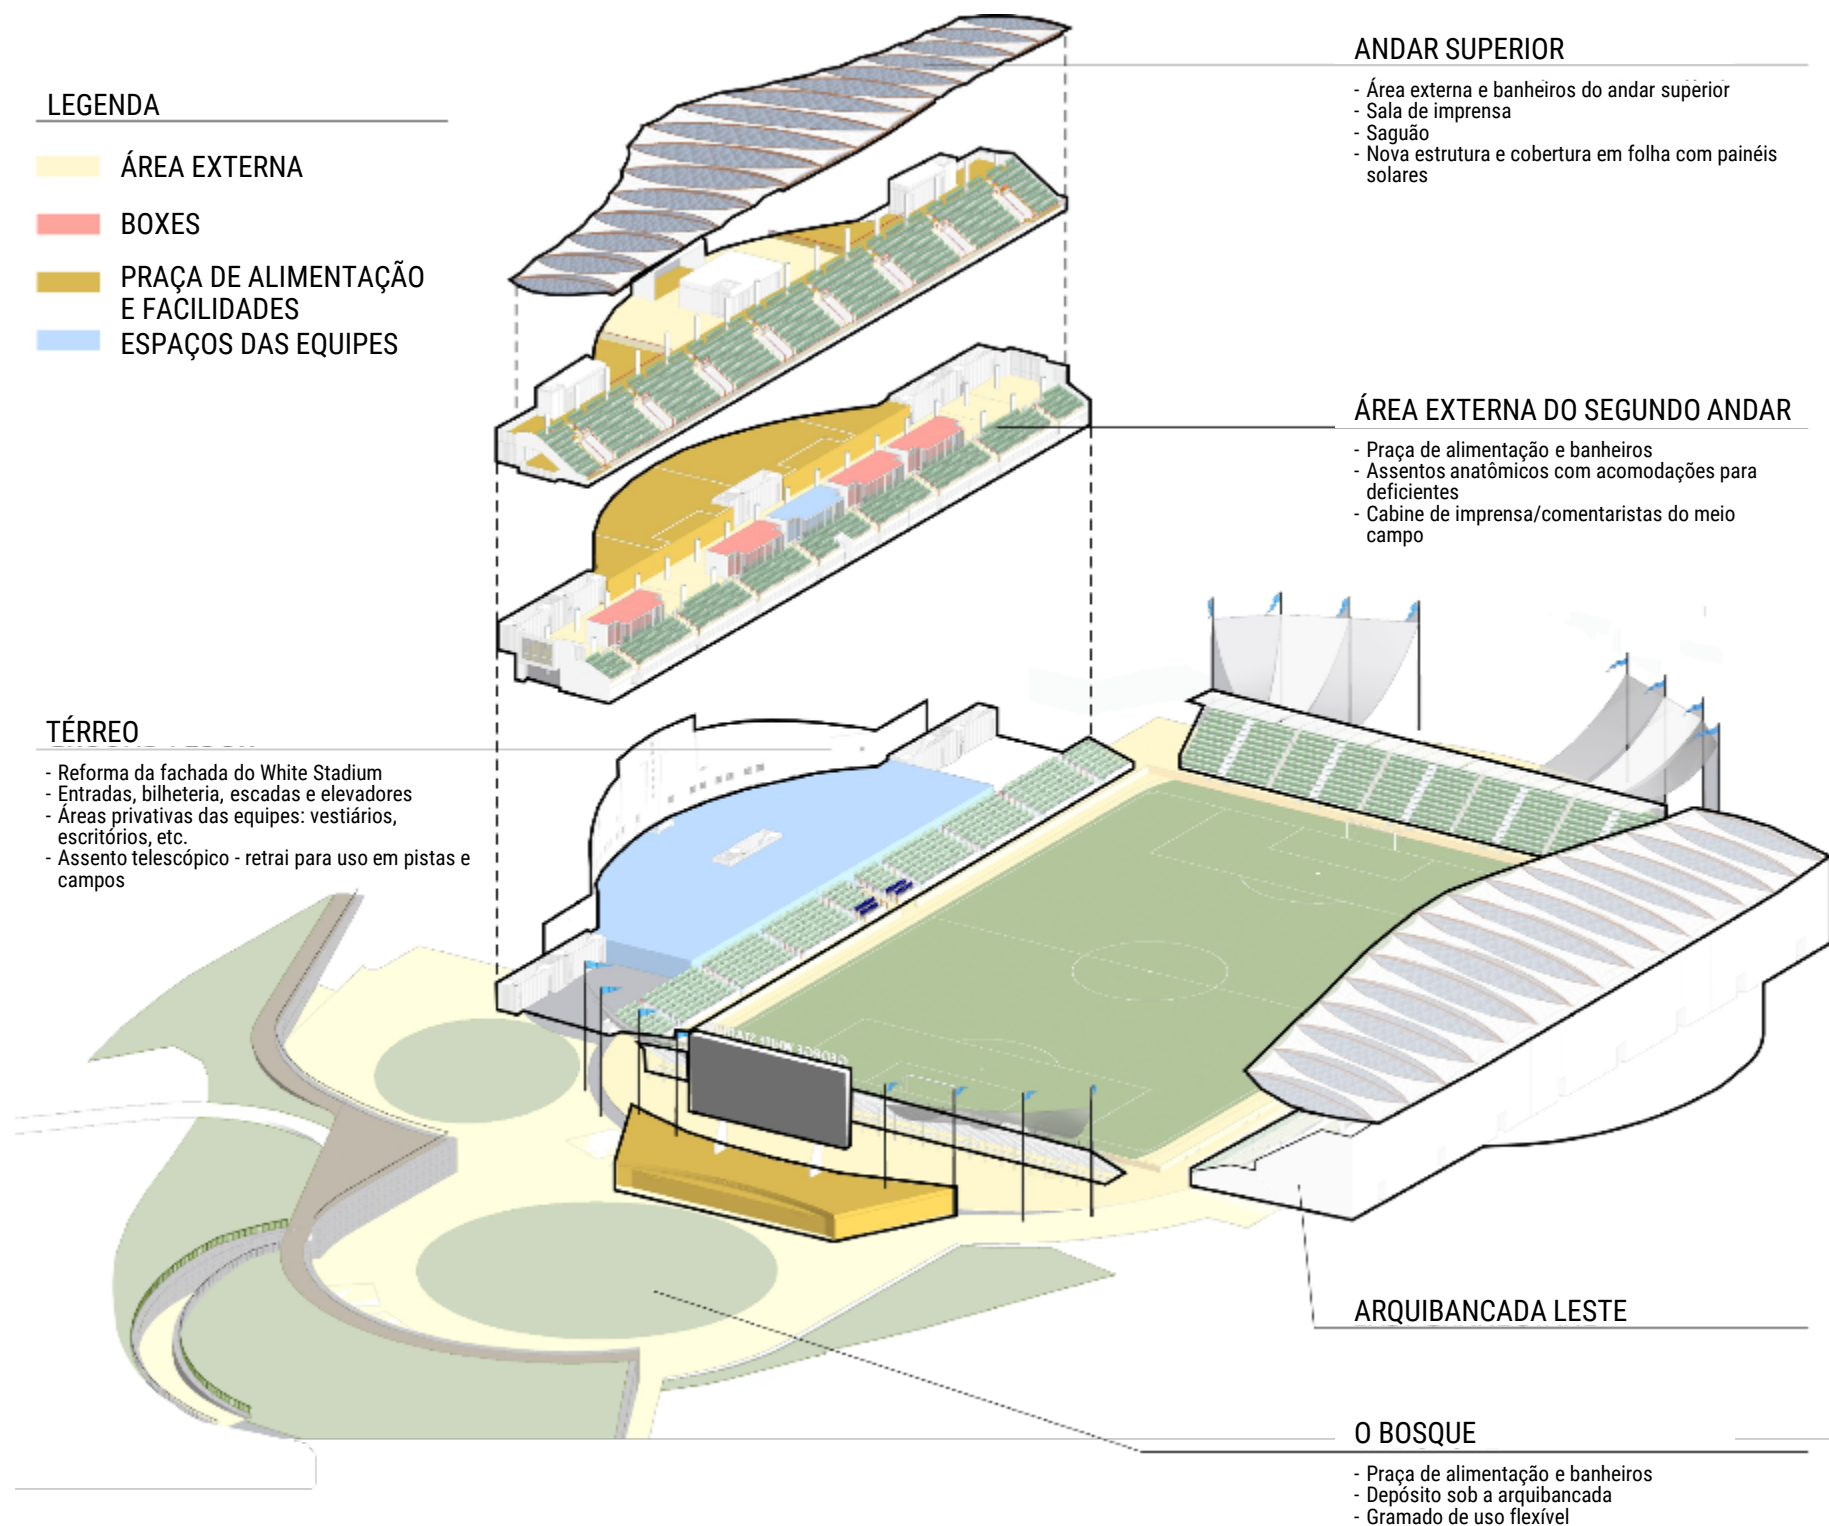 LEGENDA
ÁREA EXTERNA
BOXES
PRAÇA DE ALIMENTAÇÃO
E FACILIDADES
ESPAÇOS DAS EQUIPES
ANDAR SUPERIOR
- Área externa e banheiros do andar superior
- Sala de imprensa
- Saguão
- Nova estrutura e cobertura em folha com painéis
solares
ÁREA EXTERNA DO SEGUNDO ANDAR
- Praça de alimentação e banheiros
- Assentos anatômicos com acomodações para
deficientes
- Cabine de imprensa/comentaristas do meio
campo
TÉRREO
- Reforma da fachada do White Stadium
- Entradas, bilheteria, escadas e elevadores
- Áreas privativas das equipes: vestiários,
escritórios, etc.
- Assento telescópico - retrai para uso em pistas e
campos
GEORGE WHITE STADIUM
ARQUIBANCADA LESTE
O BOSQUE
- Praça de alimentação e banheiros
- Depósito sob a arquibancada
- Gramado de uso flexível